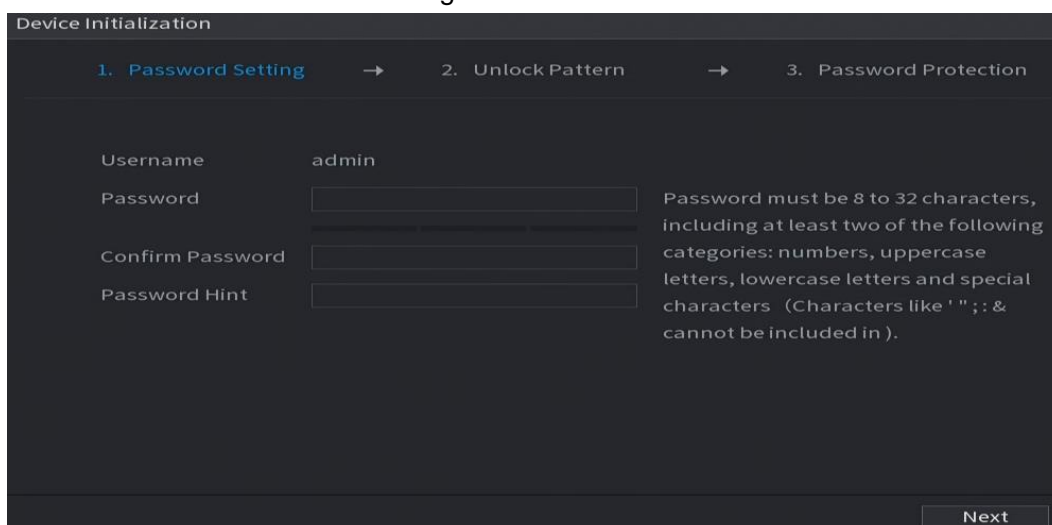 Device Initialization
1. Password Setting → 2. Unlock Pattern → 3. Password Protection
Username admin
Password
Password must be 8 to 32 characters,
including at least two of the following
categories: numbers, uppercase
letters, lowercase letters and special
characters (Characters like ' " ; : &
cannot be included in ).
Confirm Password
Password Hint
Next